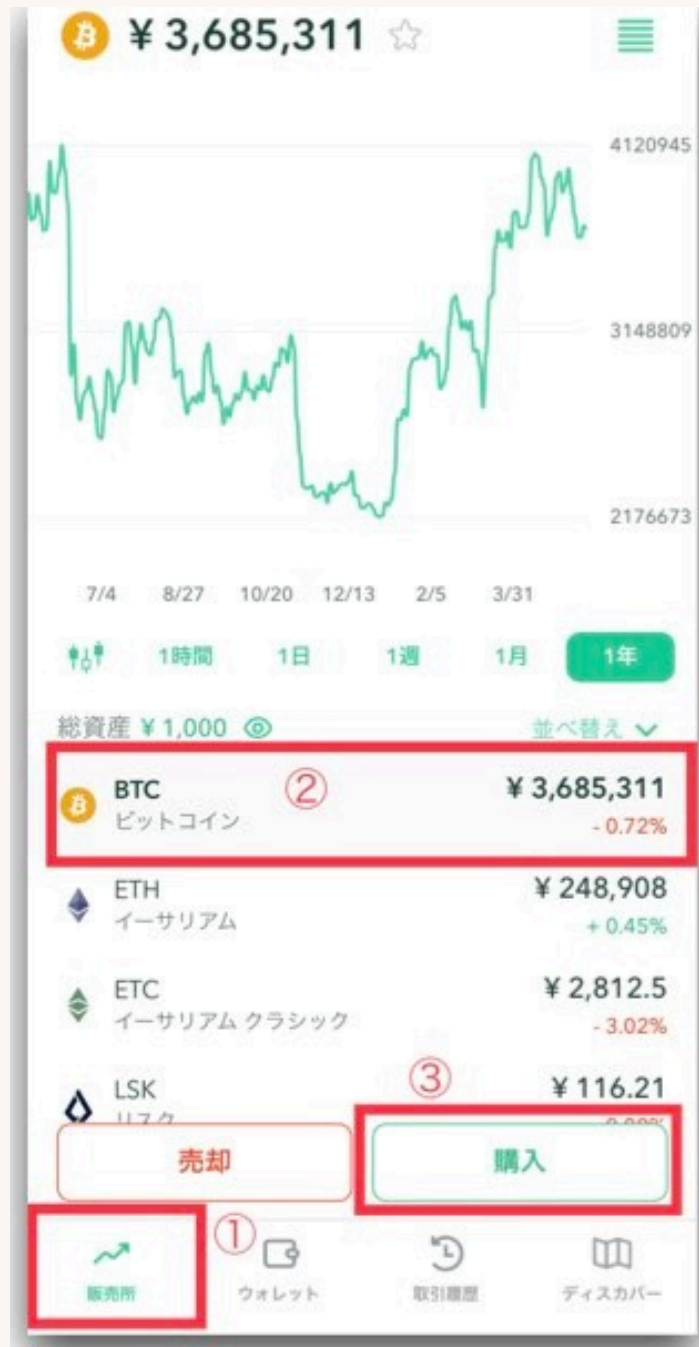 ¥ 3,685,311
4120945
3148809
2176673
7/4 8/27 10/20 12/13 2/5 3/31
1時間 1日 1週 1月 1年
総資産 ¥ 1,000 並べ替え
BTC ② ¥ 3,685,311
ビットコイン - 0.72%
ETH ¥ 248,908
イーサリアム + 0.45%
ETC ¥ 2,812.5
イーサリアム クラシック - 3.02%
LSK ③ ¥ 116.21
リスク
売却 購入
①
販売所 ウォレット 取引履歴 ディスカバー